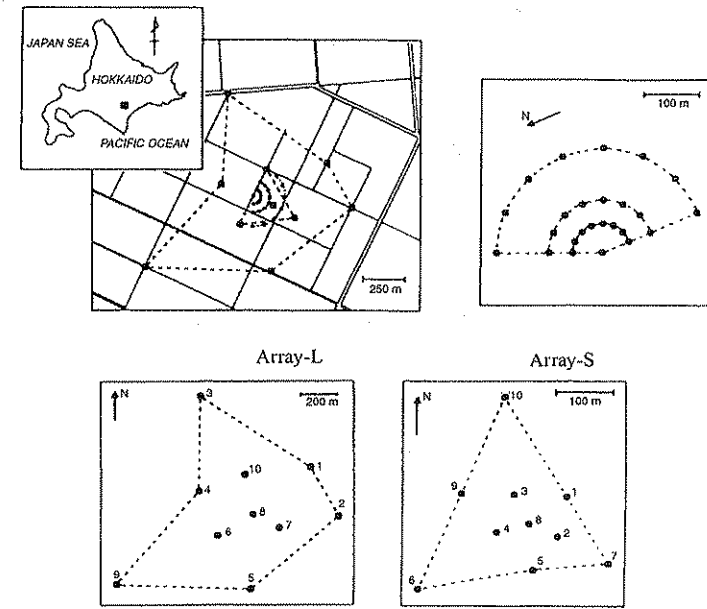 JAPAN SEA
HOKKAIDO
PACIFIC OCEAN
250 m
100 m
N
Array-L
Array-S
N
3
200 m
1
10
4
2
8
7
6
9
5
N
10
100 m
9
3
1
4
8
2
5
7
6